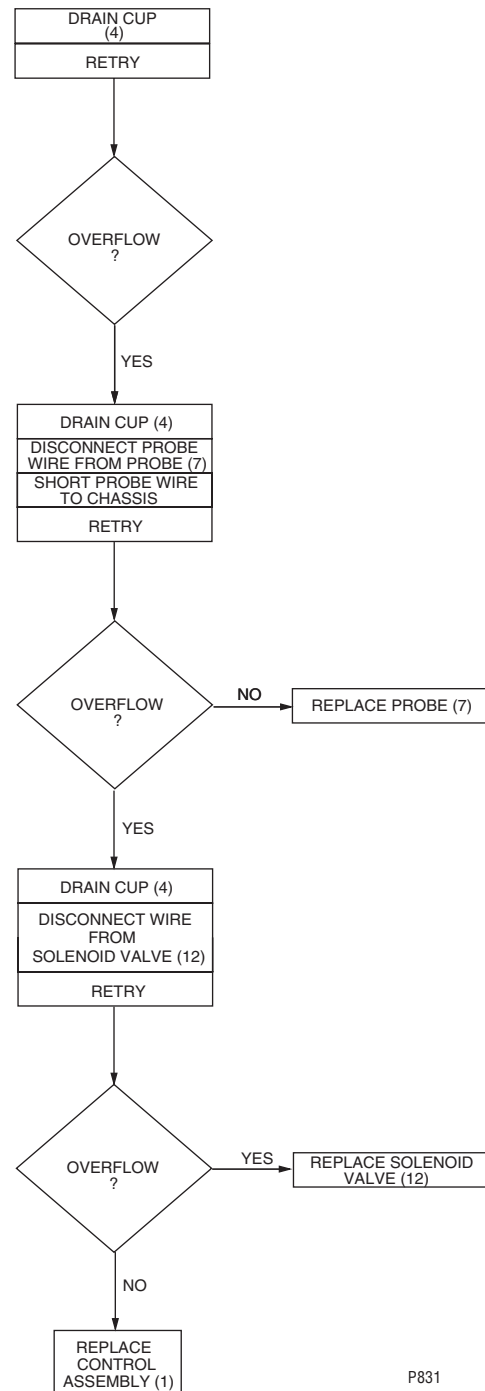 DRAIN CUP
(4)
RETRY
OVERFLOW
?
YES
DRAIN CUP (4)
DISCONNECT PROBE
WIRE FROM PROBE (7)
SHORT PROBE WIRE
TO CHASSIS
RETRY
OVERFLOW
?
NO
REPLACE PROBE (7)
YES
DRAIN CUP (4)
DISCONNECT WIRE
FROM
SOLENOID VALVE (12)
RETRY
OVERFLOW
?
YES
REPLACE SOLENOID
VALVE (12)
NO
REPLACE
CONTROL
ASSEMBLY (1)
P831